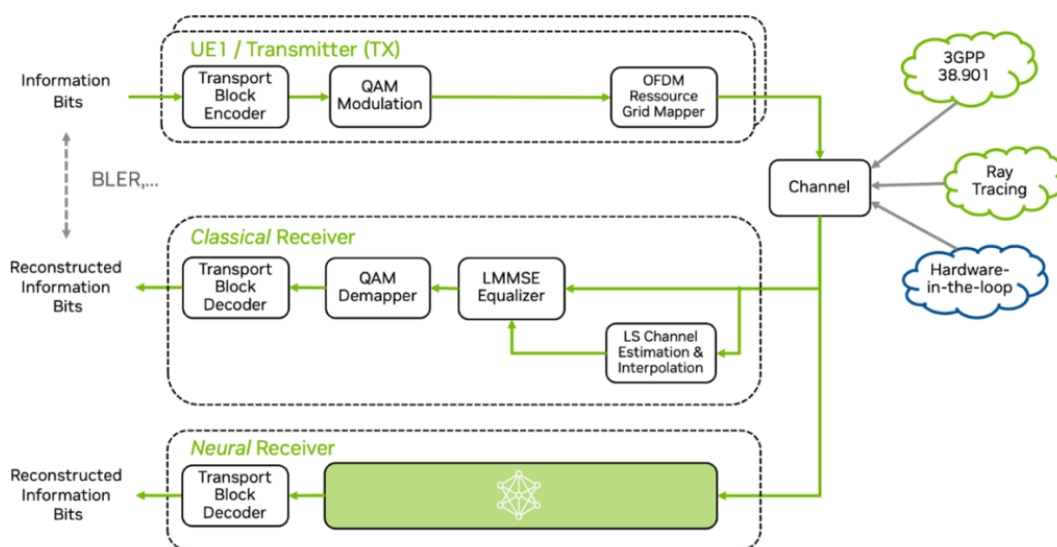 UE1 / Transmitter (TX)
Information
Bits
Transport
Block
Encoder
QAM
Modulation
OFDM
Ressource
Grid Mapper
3GPP
38.901
BLER,...
Channel
Ray
Tracing
Hardware-
in-the-loop
Classical Receiver
Reconstructed
Information
Bits
Transport
Block
Decoder
QAM
Demapper
LMMSE
Equalizer
LS Channel
Estimation &
Interpolation
Neural Receiver
Reconstructed
Information
Bits
Transport
Block
Decoder